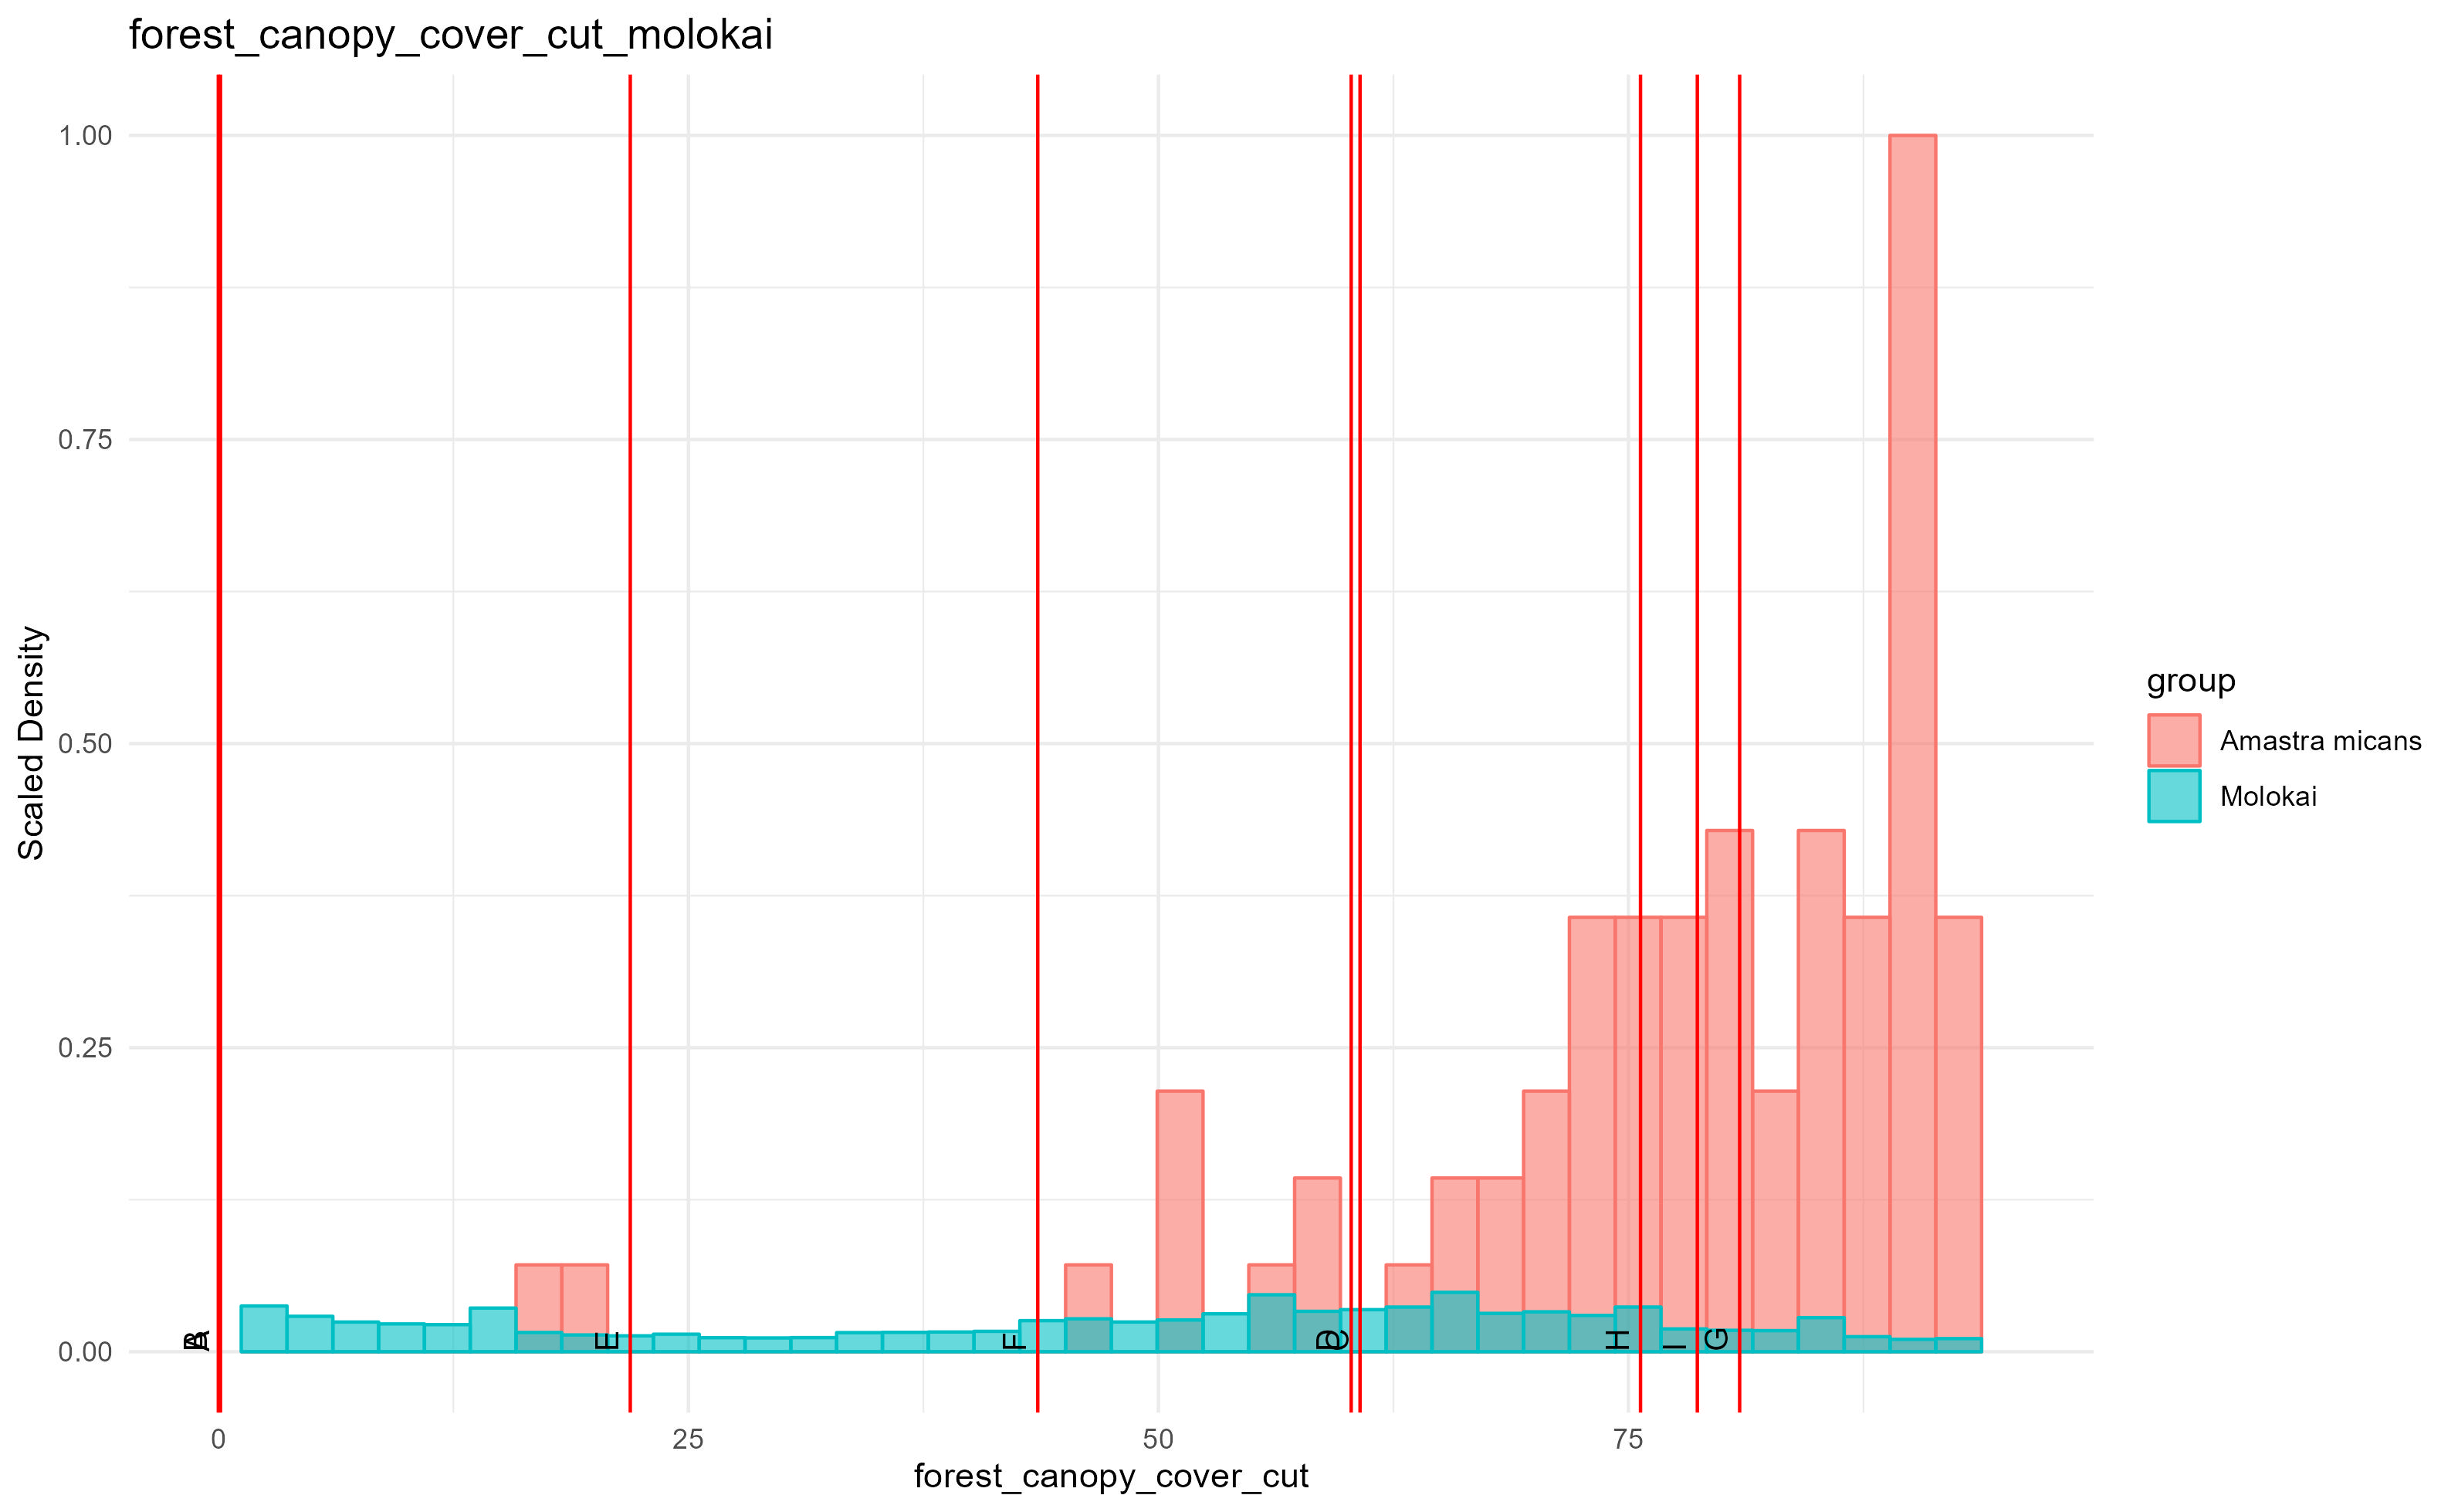 forest_canopy_cover_cut_molokai
1.00
0.75
0.50
0.25
0.00
Scaled Density
B
A
E
F
D
C
H
I
G
0
25
50
75
forest_canopy_cover_cut
group
Amastra micans
Molokai